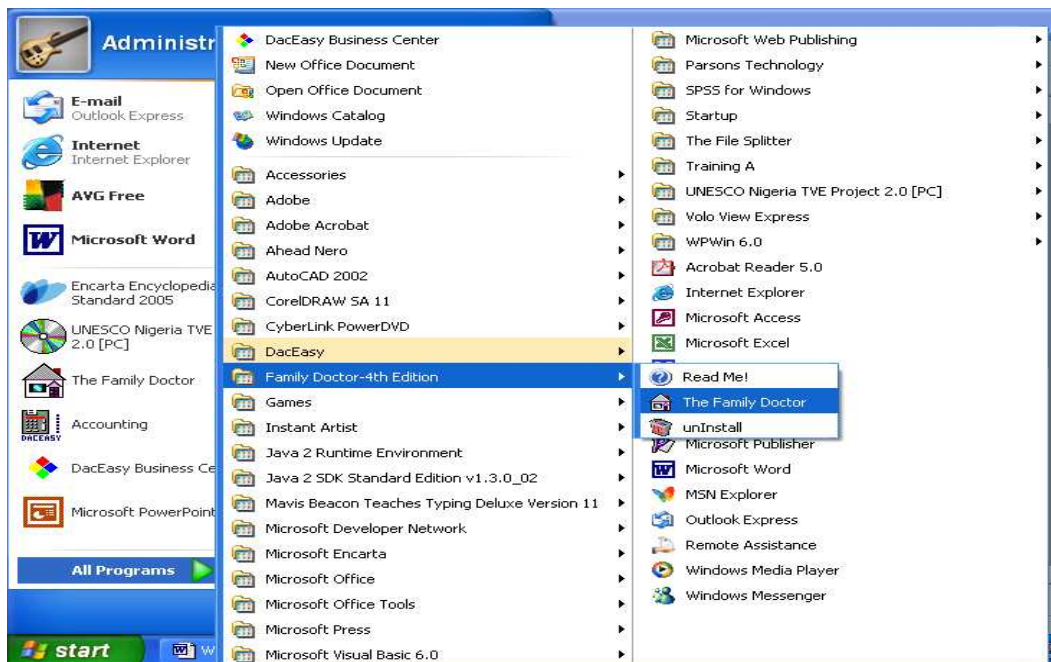 Administr
E-mail
Outlook Express
Internet
Internet Explorer
AVG Free
Microsoft Word
Encarta Encyclopedia
Standard 2005
UNESCO Nigeria TVE
2.0 [PC]
The Family Doctor
Accounting
DACEASY
DacEasy Business Ce
Microsoft PowerPoint
All Programs
start
W
DacEasy Business Center
New Office Document
Open Office Document
Windows Catalog
Windows Update
Accessories
Adobe
Adobe Acrobat
Ahead Nero
AutoCAD 2002
CorelDRAW SA 11
CyberLink PowerDVD
DacEasy
Family Doctor-4th Edition
Games
Instant Artist
Java 2 Runtime Environment
Java 2 SDK Standard Edition v1.3.0_02
Mavis Beacon Teaches Typing Deluxe Version 11
Microsoft Developer Network
Microsoft Encarta
Microsoft Office
Microsoft Office Tools
Microsoft Press
Microsoft Visual Basic 6.0
Microsoft Web Publishing
Parsons Technology
SPSS for Windows
Startup
The File Splitter
Training A
UNESCO Nigeria TVE Project 2.0 [PC]
Volo View Express
WPWin 6.0
Acrobat Reader 5.0
Internet Explorer
Microsoft Access
Microsoft Excel
Read Me!
The Family Doctor
unInstall
Microsoft Publisher
Microsoft Word
MSN Explorer
Outlook Express
Remote Assistance
Windows Media Player
Windows Messenger